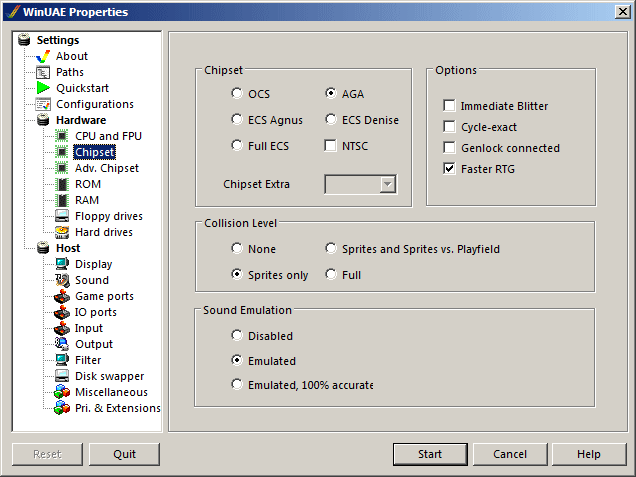 WinUAE Properties
Settings
About
Paths
Quickstart
Configurations
Hardware
CPU and FPU
Chipset
Adv. Chipset
ROM
RAM
Floppy drives
Hard drives
Host
Display
Sound
Game ports
IO ports
Input
Output
Filter
Disk swapper
Miscellaneous
Pri. & Extensions
Chipset
OCS
AGA
ECS Agnus
ECS Denise
Full ECS
NTSC
Chipset Extra
Options
Immediate Blitter
Cycle-exact
Genlock connected
Faster RTG
Collision Level
None
Sprites and Sprites vs. Playfield
Sprites only
Full
Sound Emulation
Disabled
Emulated
Emulated, 100% accurate
Reset
Quit
Start
Cancel
Help